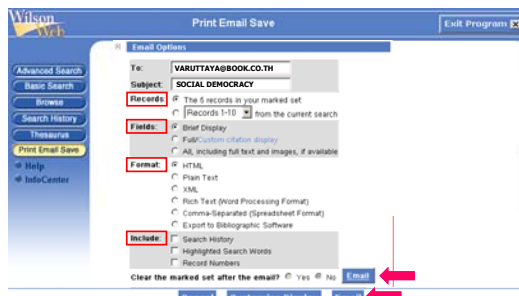 Wilson
Web
Print Email Save
Exit Program
Email Options
To: VARUTTAYA@BOOK.CO.TH
Subject: SOCIAL DEMOCRACY
Records: The 6 records in your marked set
Records 1-10 from the current search
Fields: Brief Display
Full/Custom citation display
All, including full text and images, if available
Format: HTML
Plain Text
XML
Rich Text (Word Processing Format)
Comma-Separated (Spreadsheet Format)
Export to Bibliographic Software
Include: Search History
Highlighted Search Words
Record Numbers
Clear the marked set after the email? Yes No Email
Advanced Search
Basic Search
Browse
Search History
Thesaurus
Print Email Save
Help
InfoCenter